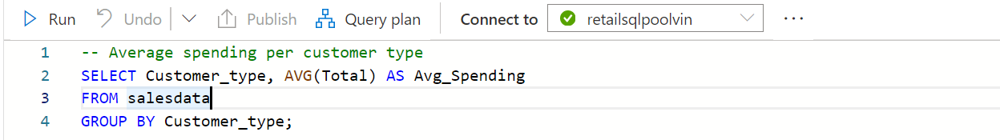 Run Undo Publish Query plan Connect to retailsqlpoolvin ...
1 -- Average spending per customer type
2 SELECT Customer_type, AVG(Total) AS Avg_Spending
3 FROM salesdata
4 GROUP BY Customer_type;